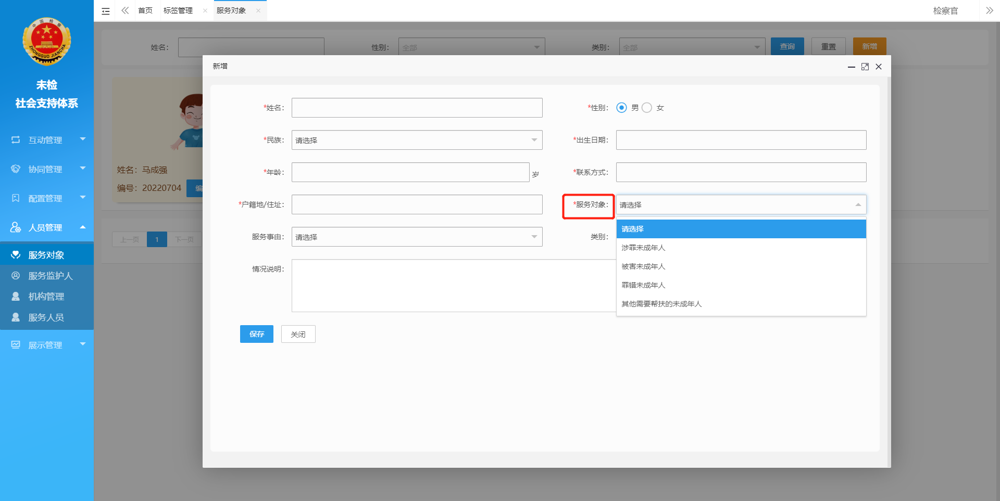 中国检察
ZHONGGUO JIANCHA
未检
社会支持体系
互动管理
协同管理
配置管理
人员管理
服务对象
服务监护人
机构管理
服务人员
展示管理
首页
标签管理
服务对象
检察官
姓名：
性别：
全部
类别：
全部
查询
重置
新增
姓名：马成强
编号：20220704
编
上一页
1
下一页
新增
*姓名：
*性别：
男
女
*民族：
请选择
*出生日期：
*年龄：
岁
*联系方式：
*户籍地/住址：
*服务对象：
请选择
请选择
涉罪未成年人
被害未成年人
罪错未成年人
其他需要帮扶的未成年人
服务事由：
请选择
类别：
情况说明：
保存
关闭